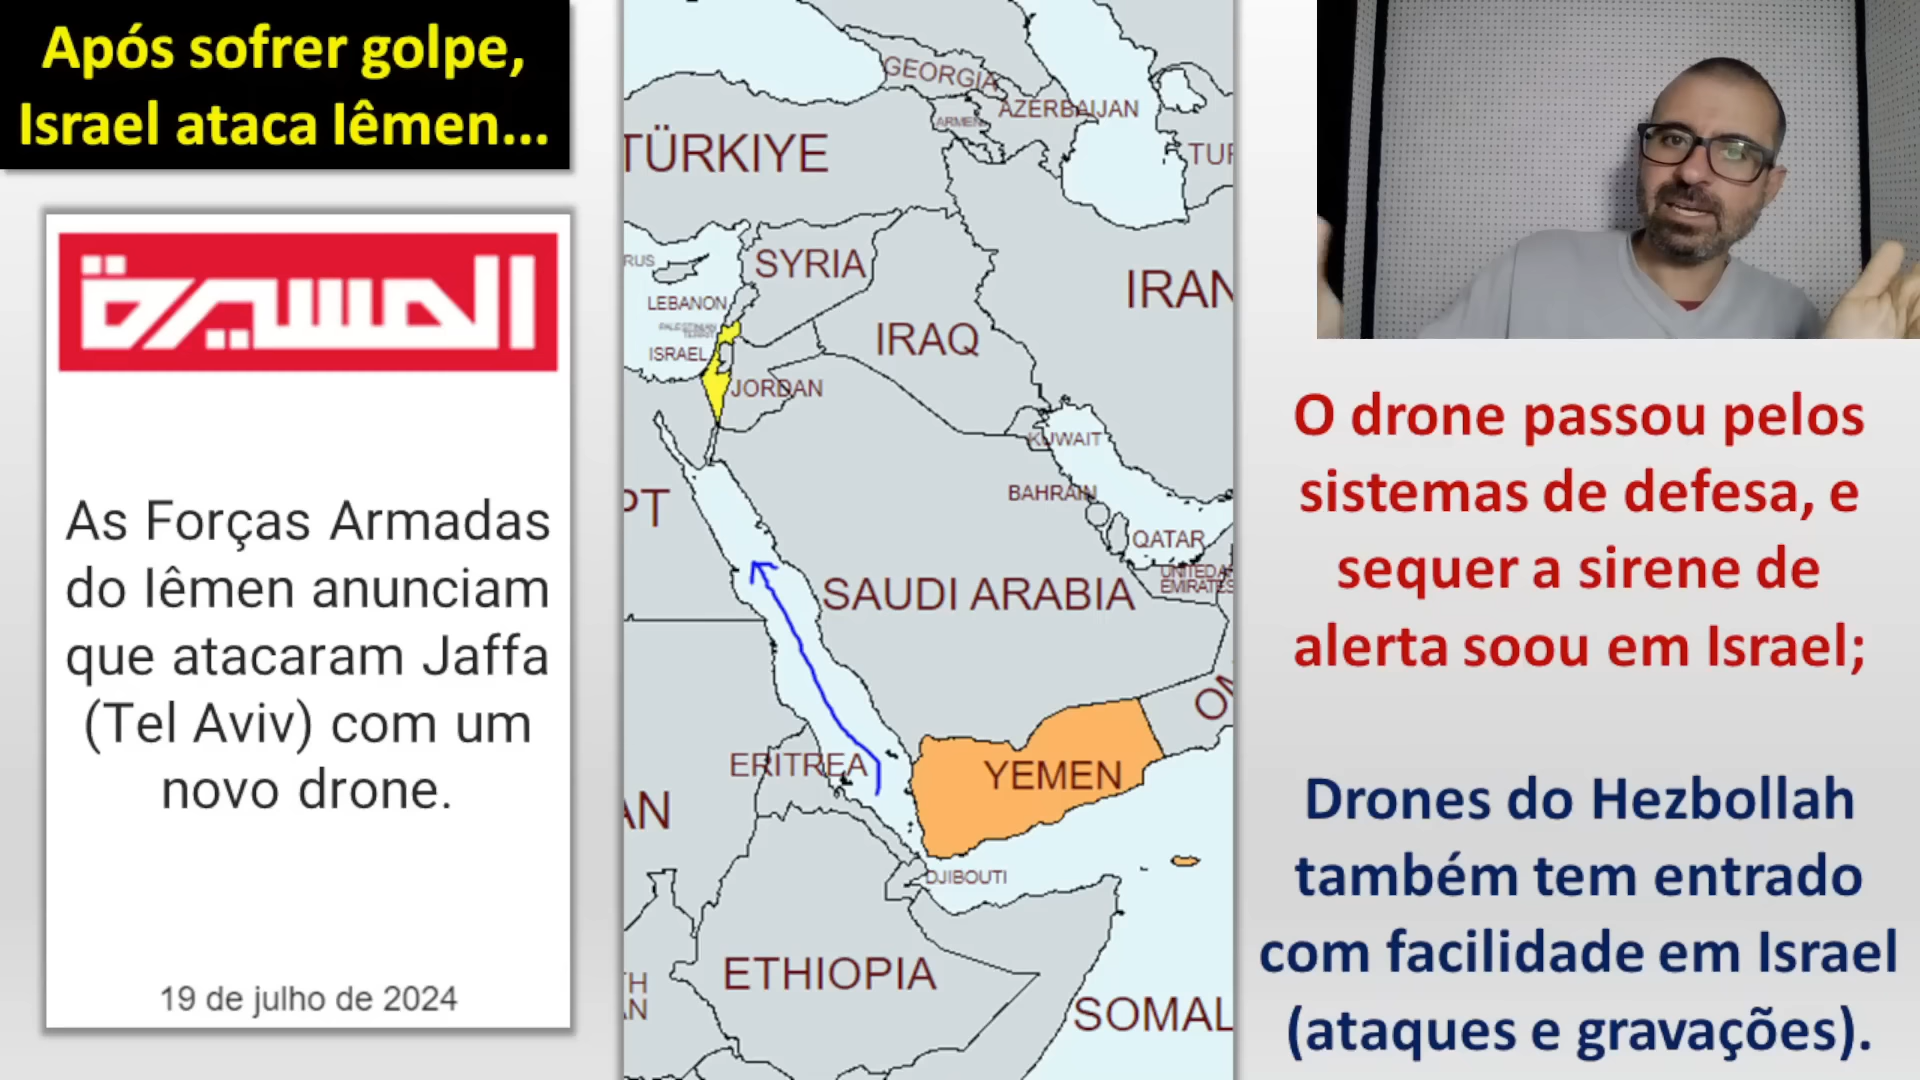 Após sofrer golpe,
Israel ataca Iêmen...
المسيرة
As Forças Armadas
do Iêmen anunciam
que atacaram Jaffa
(Tel Aviv) com um
novo drone.
19 de julho de 2024
GEORGIA
AZERBAIJAN
ARMEN
TÜRKIYE
TUR
SYRIA
RUS
LEBANON
IRAN
IRAQ
ISRAEL
JORDAN
KUWAIT
BAHRAIN
PT
QATAR
UNITED A
EMIRATES
SAUDI ARABIA
OM
ERITREA
YEMEN
AN
DJIBOUTI
ETHIOPIA
TH
AN
SOMAL
O drone passou pelos
sistemas de defesa, e
sequer a sirene de
alerta soou em Israel;
Drones do Hezbollah
também tem entrado
com facilidade em Israel
(ataques e gravações).